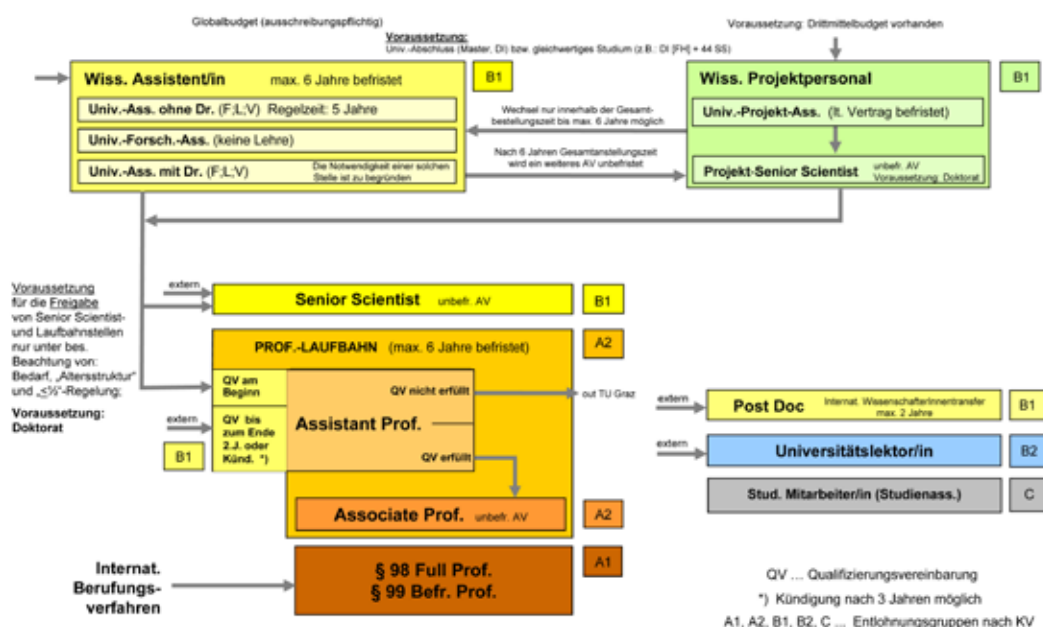 Globalbudget (ausschreibungspflichtig)
Voraussetzung: Drittmittelbudget vorhanden
Voraussetzung:
Univ.-Abschluss (Master, DI) bzw. gleichwertiges Studium (z.B.: DI [FH] + 44 SS)
Wiss. Assistent/in max. 6 Jahre befristet
B1
Univ.-Ass. ohne Dr. (F;L;V) Regelzeit: 5 Jahre
Univ.-Forsch.-Ass. (keine Lehre)
Univ.-Ass. mit Dr. (F;L;V)
Die Notwendigkeit einer solchen
Stelle ist zu begründen
Wechsel nur innerhalb der Gesamt-
bestellungszeit bis max. 6 Jahre möglich
Nach 6 Jahren Gesamtanstellungszeit
wird ein weiteres AV unbefristet
Wiss. Projektpersonal
B1
Univ.-Projekt-Ass. (lt. Vertrag befristet)
Projekt-Senior Scientist
unbefr. AV
Voraussetzung: Doktorat
Voraussetzung
für die Freigabe
von Senior Scientist-
und Laufbahnstellen
nur unter bes.
Beachtung von:
Bedarf, „Altersstruktur"
und „≤⅓"-Regelung;
Voraussetzung:
Doktorat
extern
Senior Scientist unbefr. AV
B1
PROF.-LAUFBAHN (max. 6 Jahre befristet)
A2
QV am
Beginn
extern
QV bis
zum Ende
2.J. oder
Künd. *)
B1
Assistant Prof.
QV nicht erfüllt
out TU Graz
QV erfüllt
Associate Prof. unbefr. AV
A2
Internat.
Berufungs-
verfahren
§ 98 Full Prof.
§ 99 Befr. Prof.
A1
extern
Post Doc
Internat. WissenschafterInnentransfer
max. 2 Jahre
B1
extern
Universitätslektor/in
B2
Stud. Mitarbeiter/in (Studienass.)
C
QV ... Qualifizierungsvereinbarung
*) Kündigung nach 3 Jahren möglich
A1, A2, B1, B2, C ... Entlohnungsgruppen nach KV